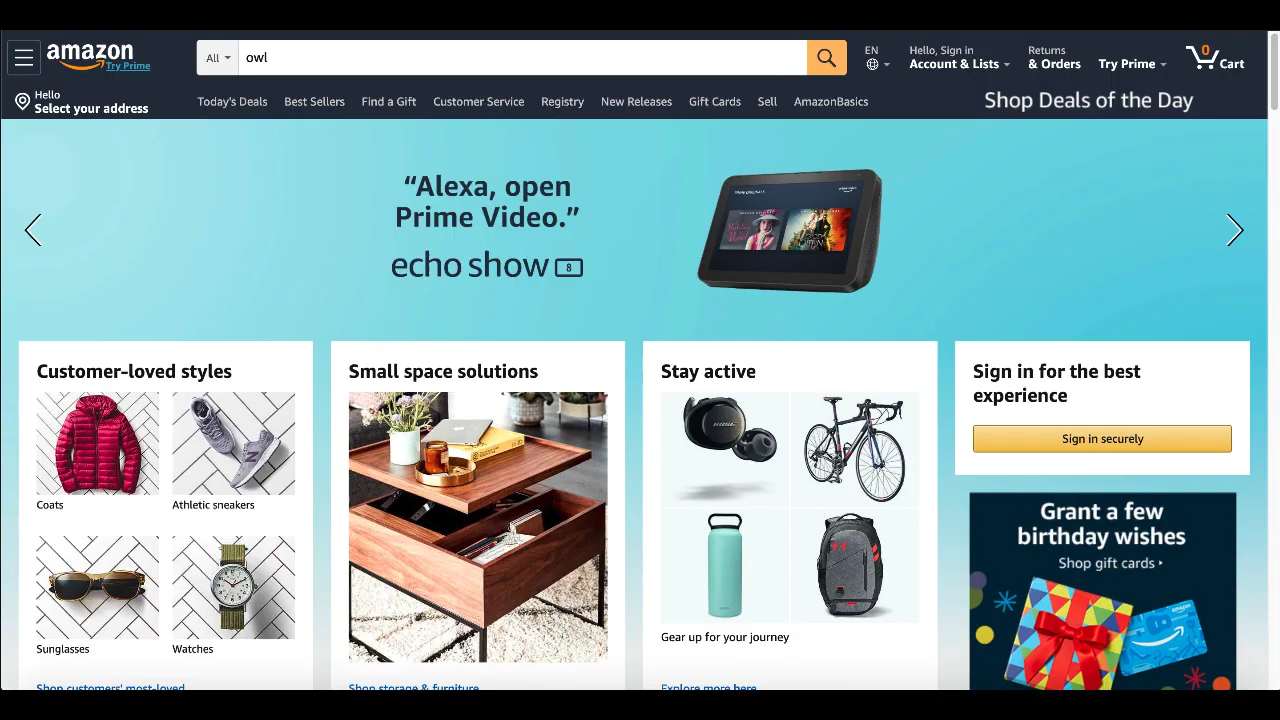 amazon
Try Prime
All
owl
EN
Hello, Sign in
Account & Lists
Returns
& Orders
Try Prime
0
Cart
Hello
Select your address
Today's Deals
Best Sellers
Find a Gift
Customer Service
Registry
New Releases
Gift Cards
Sell
AmazonBasics
Shop Deals of the Day
“Alexa, open
Prime Video.”
echo show 8
Customer-loved styles
Coats
Athletic sneakers
Sunglasses
Watches
Shop customers' most-loved
Small space solutions
Shop storage & furniture
Stay active
BOSE
Gear up for your journey
Explore more here
Sign in for the best
experience
Sign in securely
Grant a few
birthday wishes
Shop gift cards
amazon